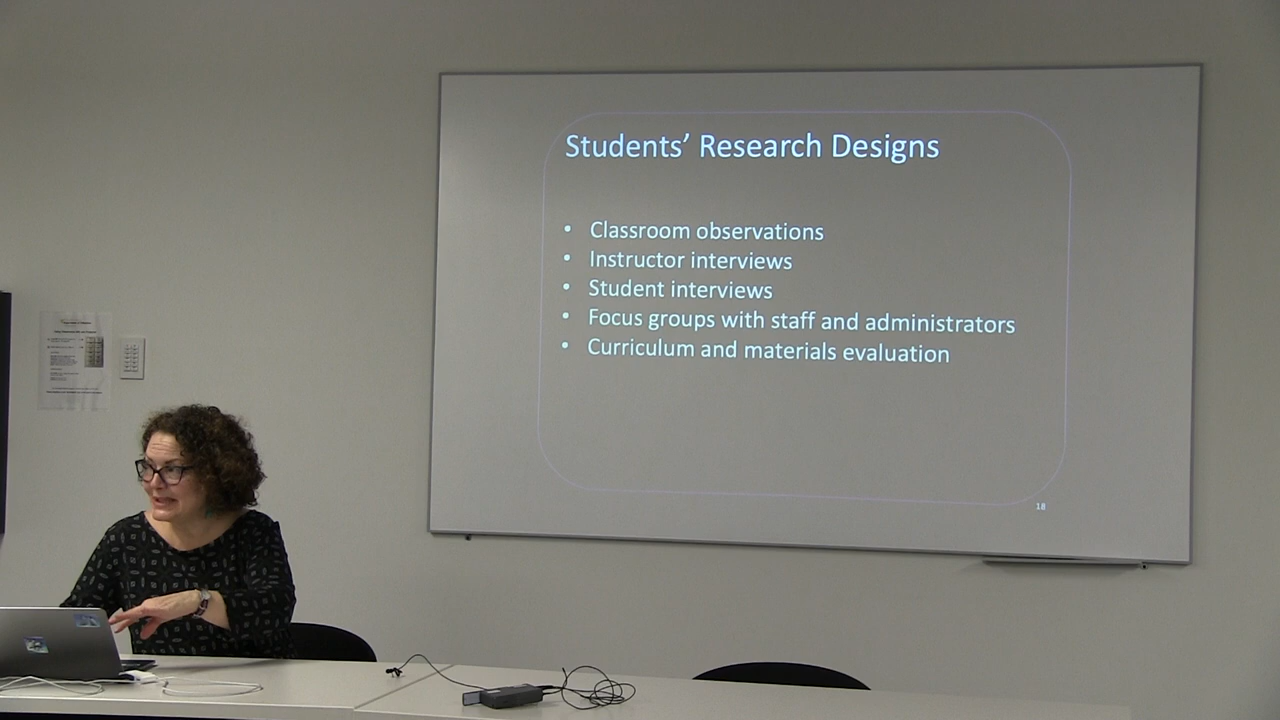 Students’ Research Designs
• Classroom observations
• Instructor interviews
• Student interviews
• Focus groups with staff and administrators
• Curriculum and materials evaluation
18